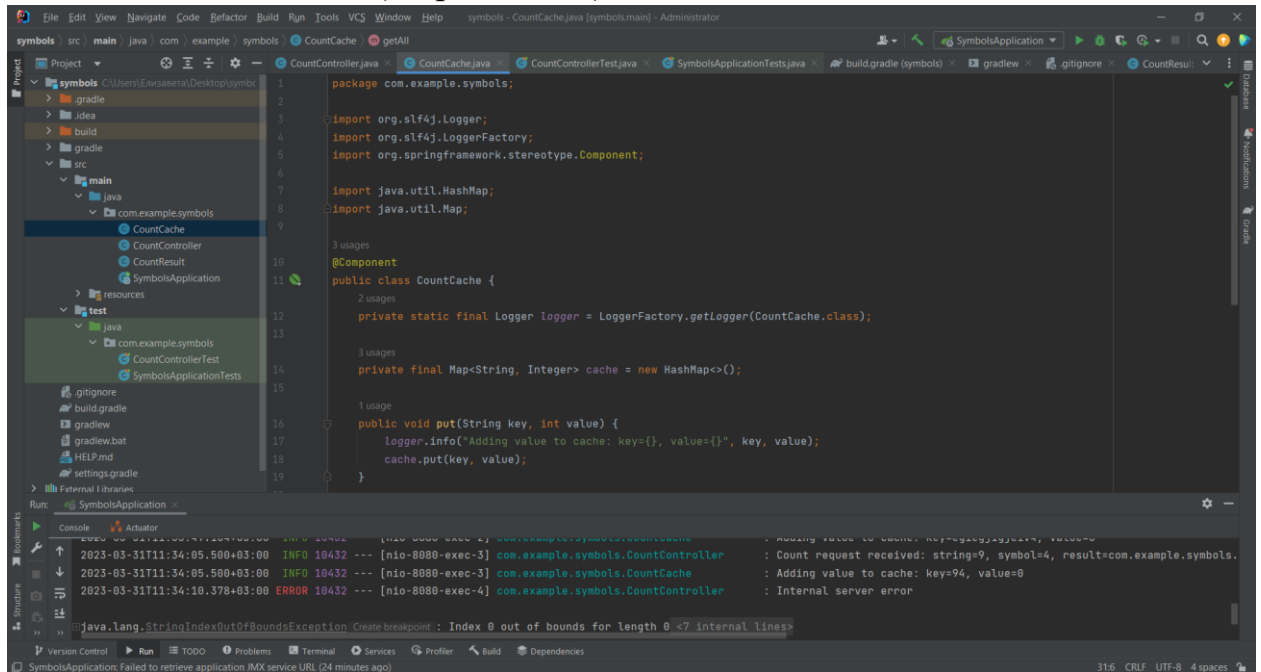 File Edit View Navigate Code Refactor Build Run Tools VCS Window Help symbols - CountCache.java [symbols.main] - Administrator
symbols src main java com example symbols CountCache getAll SymbolsApplication
Project CountController.java CountCache.java CountControllerTest.java SymbolsApplicationTests.java build.gradle (symbols) gradlew .gitignore CountResul
symbols C:\Users\Елизавета\Desktop\symbc
.gradle
.idea
build
gradle
src
main
java
com.example.symbols
CountCache
CountController
CountResult
SymbolsApplication
resources
test
java
com.example.symbols
CountControllerTest
SymbolsApplicationTests
.gitignore
build.gradle
gradlew
gradlew.bat
HELP.md
settings.gradle
External Libraries
1 package com.example.symbols;
2
3 import org.slf4j.Logger;
4 import org.slf4j.LoggerFactory;
5 import org.springframework.stereotype.Component;
6
7 import java.util.HashMap;
8 import java.util.Map;
9
3 usages
10 @Component
11 public class CountCache {
2 usages
12 private static final Logger logger = LoggerFactory.getLogger(CountCache.class);
13
3 usages
14 private final Map<String, Integer> cache = new HashMap<>();
15
1 usage
16 public void put(String key, int value) {
17 logger.info("Adding value to cache: key={}, value={}", key, value);
18 cache.put(key, value);
19 }
Database
Notifications
Gradle
Bookmarks
Structure
Run: SymbolsApplication
Console Actuator
2023-03-31T11:34:05.500+03:00 INFO 10432 --- [nio-8080-exec-3] com.example.symbols.CountController : Count request received: string=9, symbol=4, result=com.example.symbols.
2023-03-31T11:34:05.500+03:00 INFO 10432 --- [nio-8080-exec-3] com.example.symbols.CountCache : Adding value to cache: key=94, value=0
2023-03-31T11:34:10.378+03:00 ERROR 10432 --- [nio-8080-exec-4] com.example.symbols.CountController : Internal server error
java.lang.StringIndexOutOfBoundsException Create breakpoint : Index 0 out of bounds for length 0 <7 internal lines>
Version Control Run TODO Problems Terminal Services Profiler Build Dependencies
SymbolsApplication: Failed to retrieve application JMX service URL (24 minutes ago) 31:6 CRLF UTF-8 4 spaces